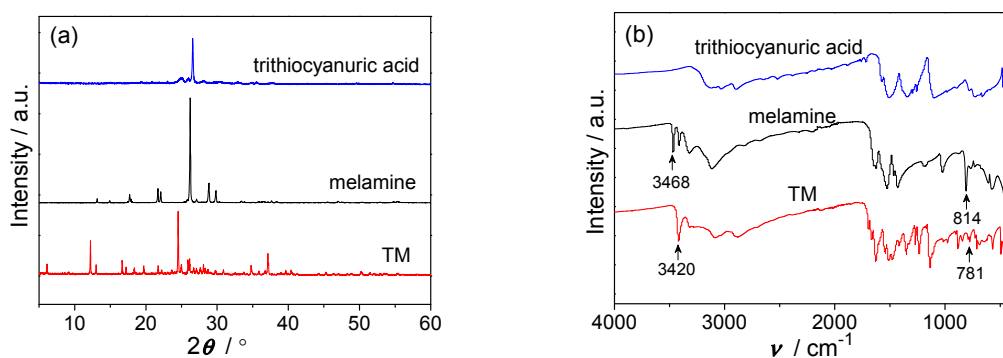 (a)
trithiocyanuric acid
melamine
TM
Intensity / a.u.
10 20 30 40 50 60
2θ / °
(b)
trithiocyanuric acid
melamine
3468
814
TM
3420
781
Intensity / a.u.
4000 3000 2000 1000
ν / cm⁻¹